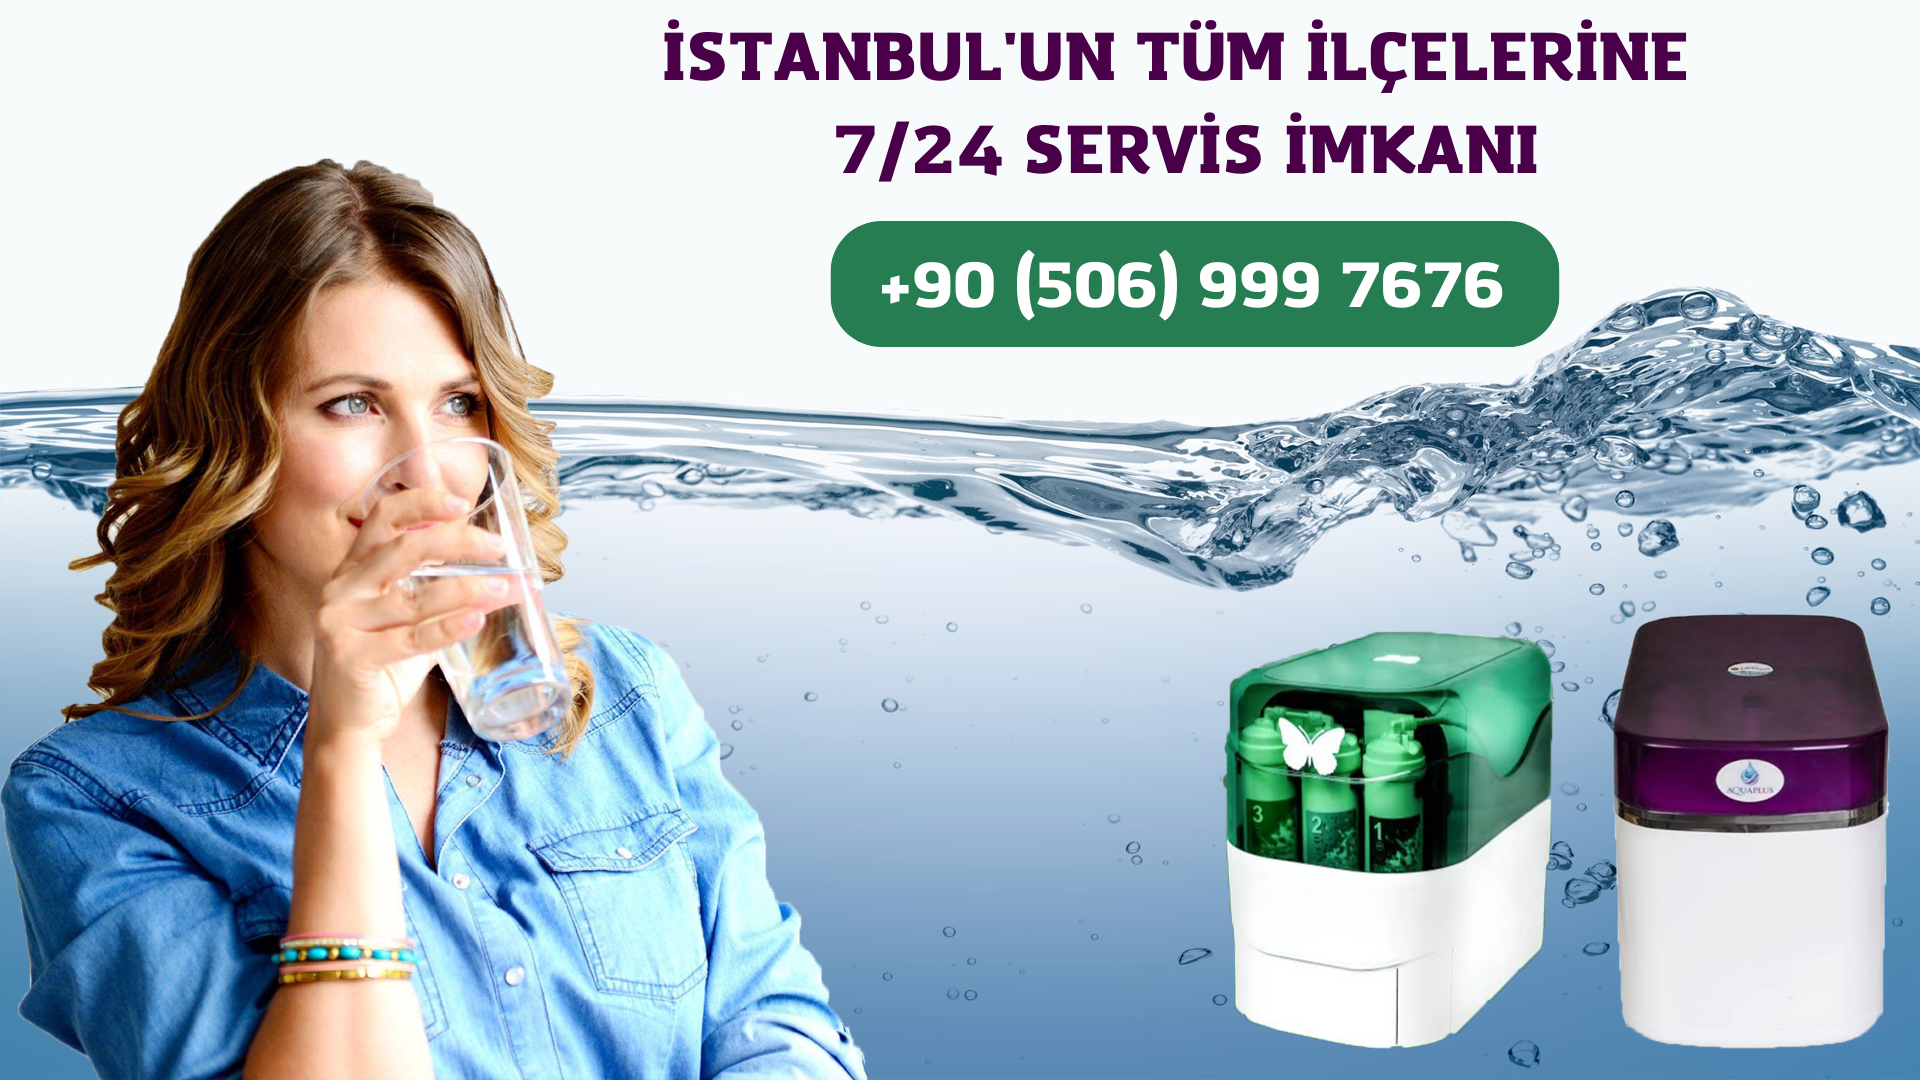 İSTANBUL'UN TÜM İLÇELERİNE
7/24 SERVİS İMKANI
+90 (506) 999 7676
3
2
1
AQUAPLUS